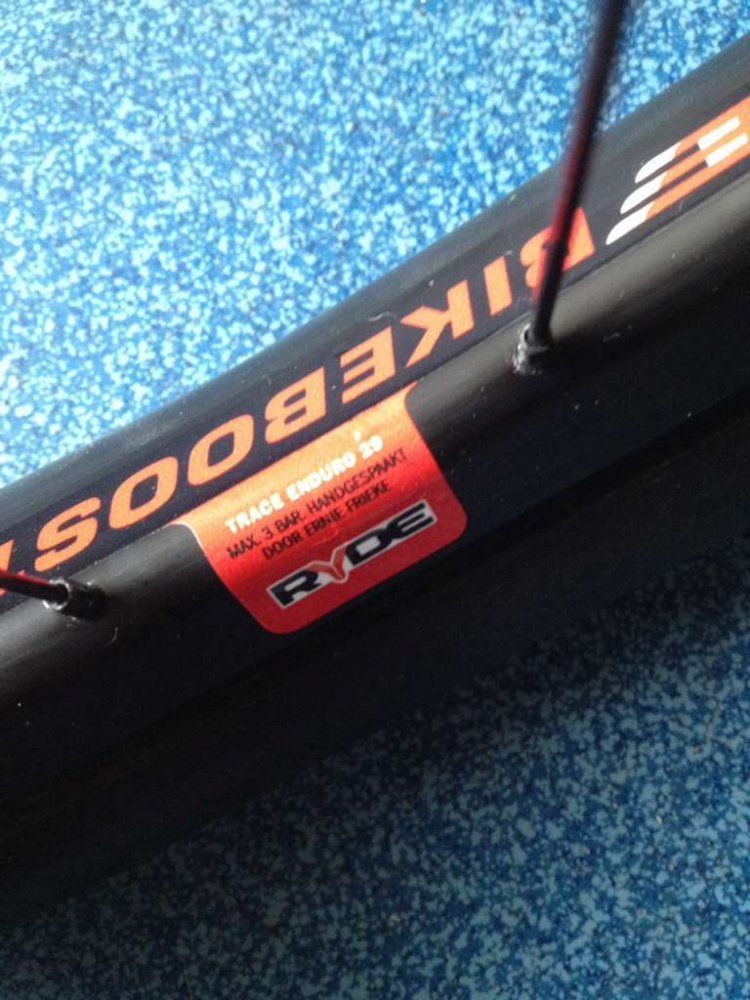 BIKEBOOST
TRACE ENDURO 29
MAX. 3 BAR. HANDGESPAAKT
DOOR ERNIE FRIEKE
RYDE